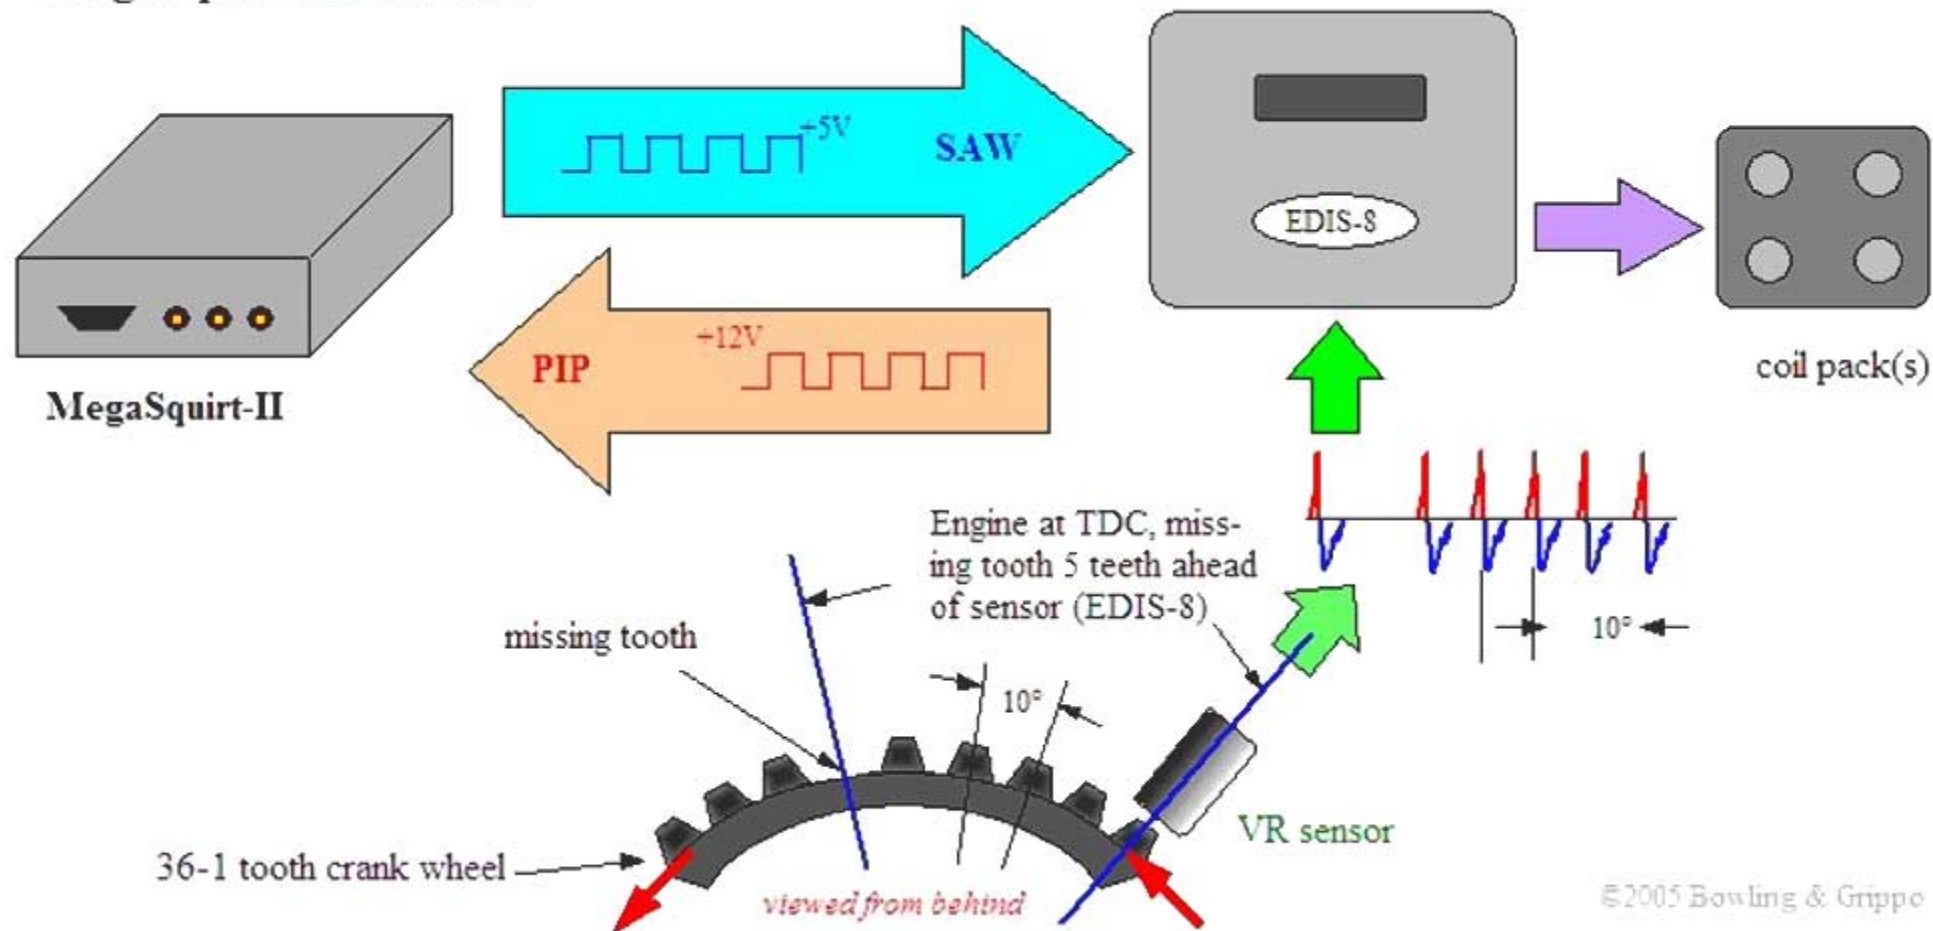 +5V
SAW
EDIS-8
+12V
PIP
coil pack(s)
MegaSquirt-II
Engine at TDC, miss-
ing tooth 5 teeth ahead
of sensor (EDIS-8)
missing tooth
10°
10°
VR sensor
36-1 tooth crank wheel
viewed from behind
©2005 Bowling & Grippo